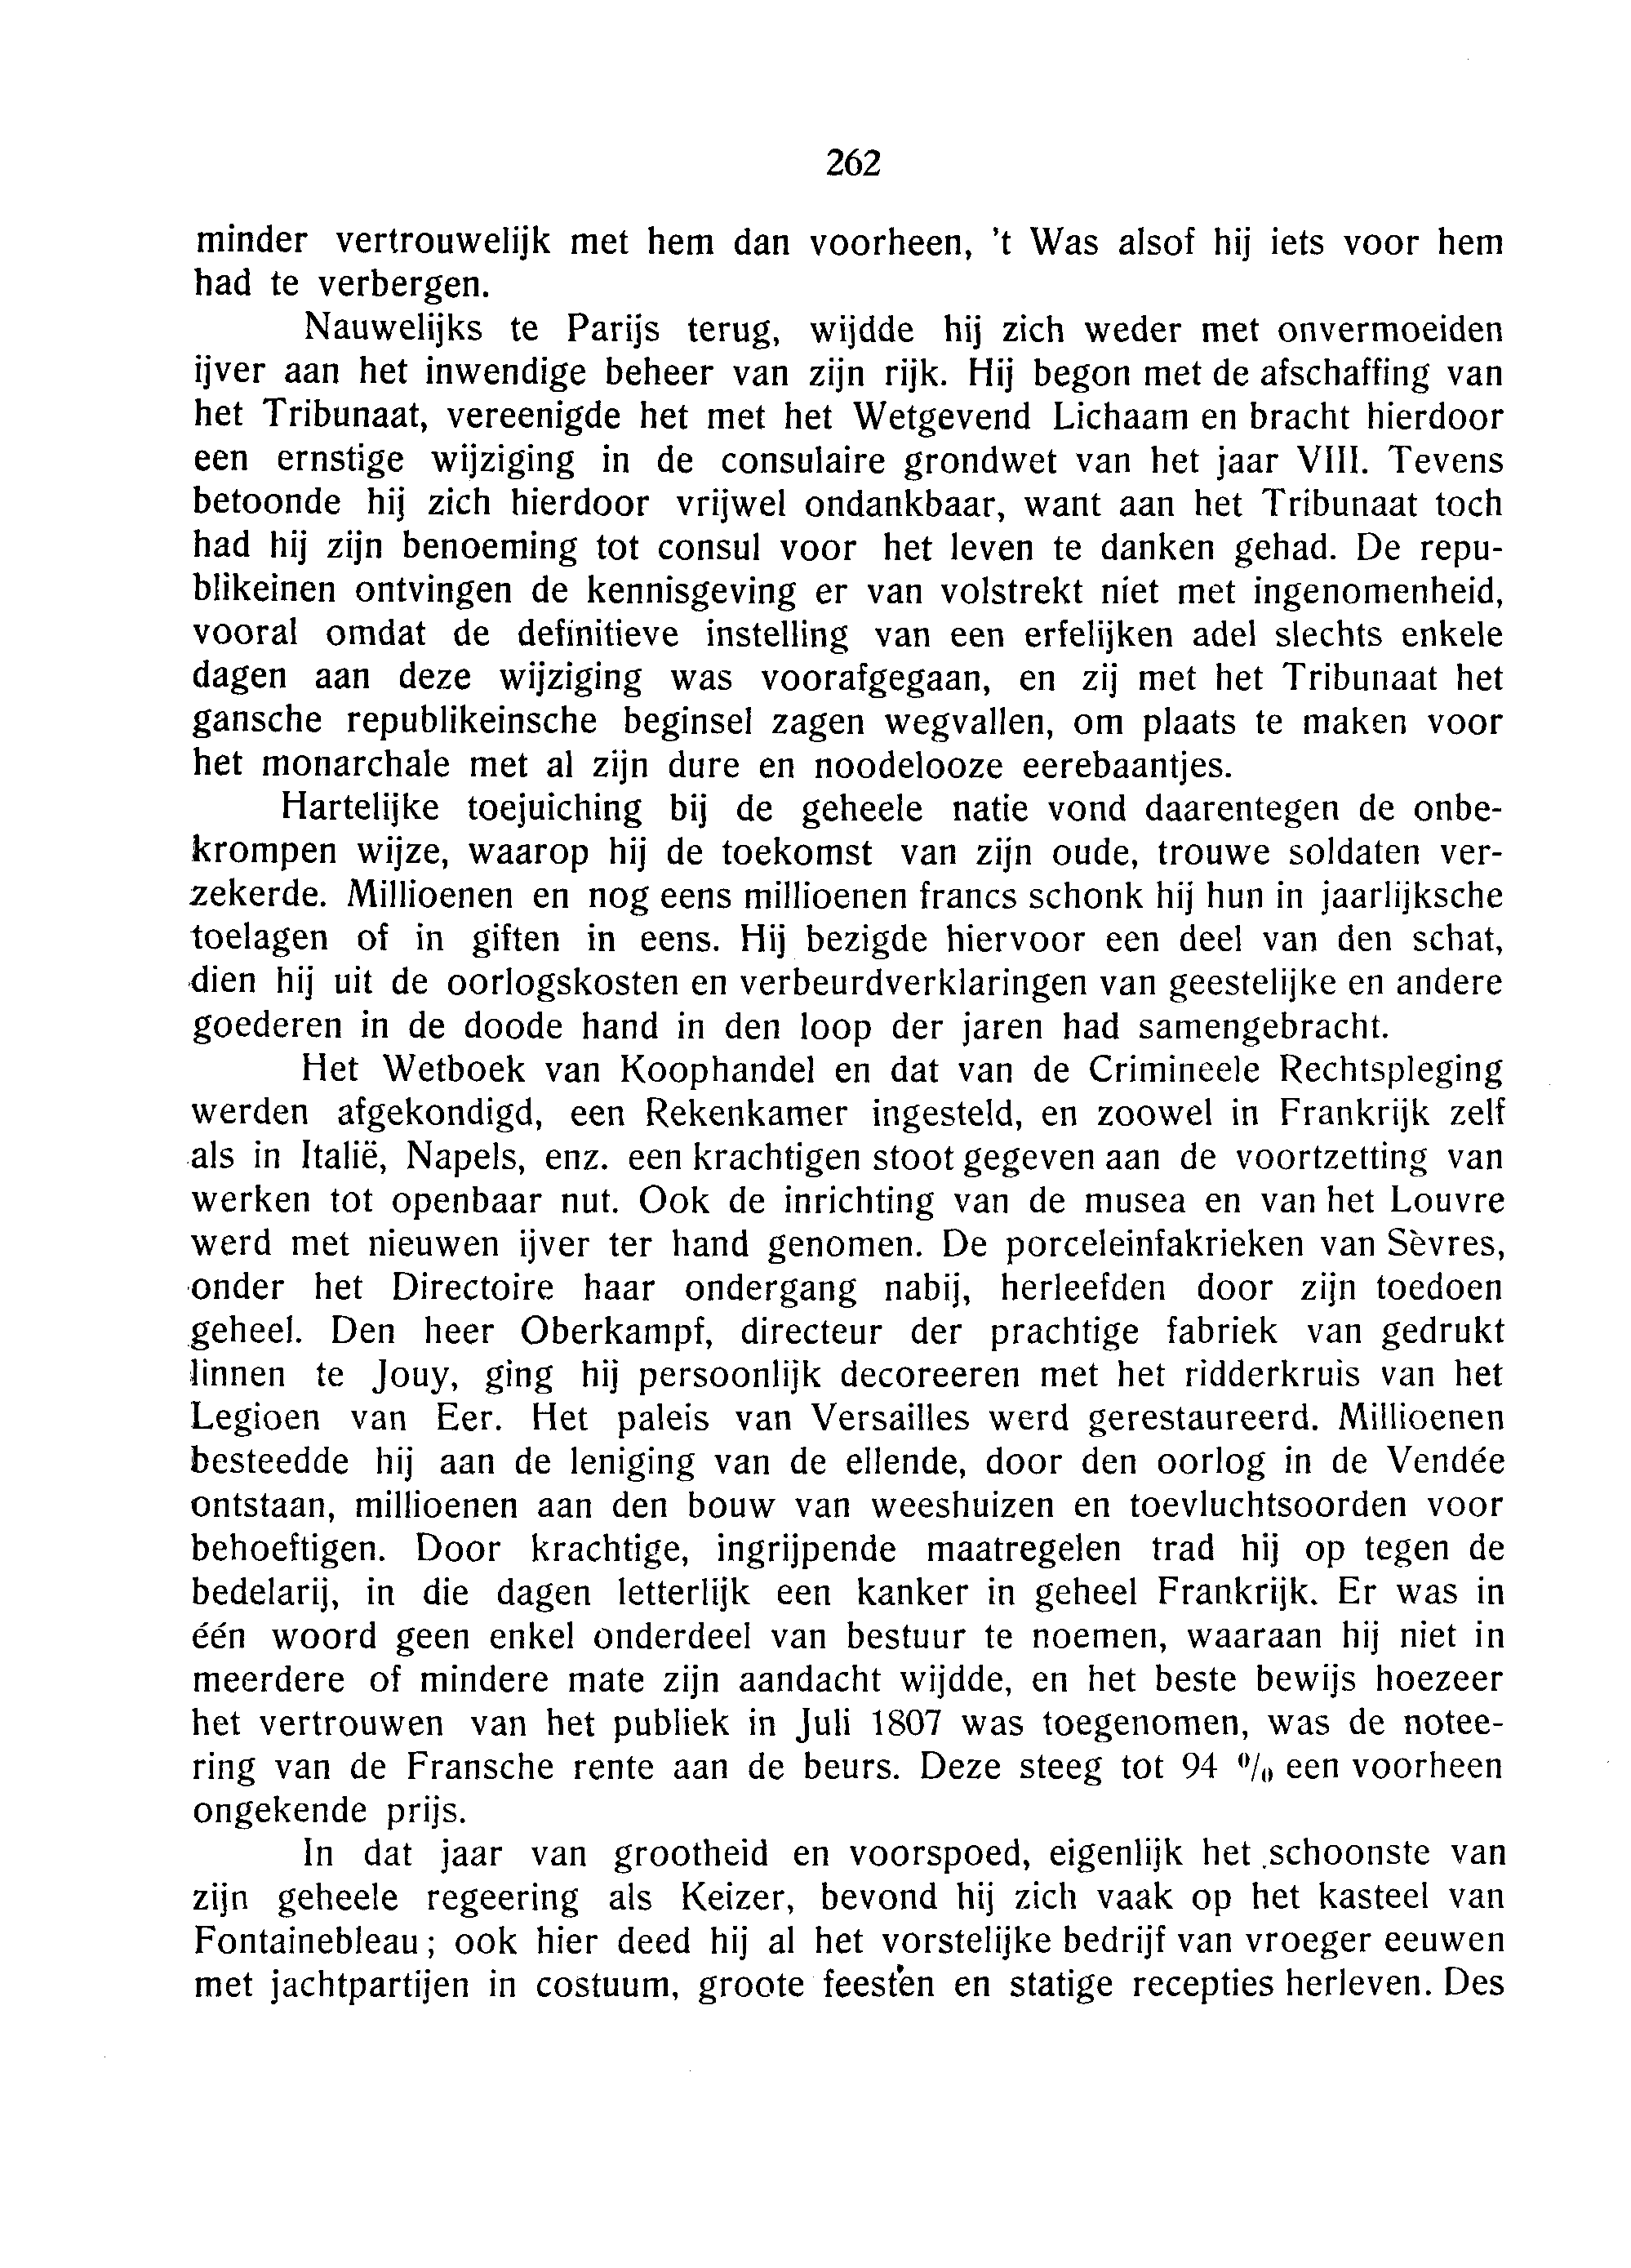 262
minder vertrouwelijk met hem dan voorheen, 't Was alsof hij iets voor hem
had te verbergen.
Nauwelijks te Parijs terug, wijdde hij zich weder met onvermoeiden
ijver aan het inwendige beheer van zijn rijk. Hij begon met de afschaffing van
het Tribunaat, vereenigde het met het Wetgevend Lichaam en bracht hierdoor
een ernstige wijziging in de consulaire grondwet van het jaar VIII. Tevens
betoonde hij zich hierdoor vrijwel ondankbaar, want aan het Tribunaat toch
had hij zijn benoeming tot consul voor het leven te danken gehad. De repu-
blikeinen ontvingen de kennisgeving er van volstrekt niet met ingenomenheid,
vooral omdat de definitieve instelling van een erfelijken adel slechts enkele
dagen aan deze wijziging was voorafgegaan, en zij met het Tribunaat het
gansche republikeinsche beginsel zagen wegvallen, om plaats te maken voor
het monarchale met al zijn dure en noodelooze eerebaantjes.
Hartelijke toejuiching bij de geheele natie vond daarentegen de onbe-
krompen wijze, waarop hij de toekomst van zijn oude, trouwe soldaten ver-
zekerde. Millioenen en nog eens millioenen francs schonk hij hun in jaarlijksche
toelagen of in giften in eens. Hij bezigde hiervoor een deel van den schat,
dien hij uit de oorlogskosten en verbeurdverklaringen van geestelijke en andere
goederen in de doode hand in den loop der jaren had samengebracht.
Het Wetboek van Koophandel en dat van de Crimineele Rechtspleging
werden afgekondigd, een Rekenkamer ingesteld, en zoowel in Frankrijk zelf
als in Italië, Napels, enz. een krachtigen stoot gegeven aan de voortzetting van
werken tot openbaar nut. Ook de inrichting van de musea en van het Louvre
werd met nieuwen ijver ter hand genomen. De porceleinfakrieken van Sèvres,
onder het Directoire haar ondergang nabij, herleefden door zijn toedoen
geheel. Den heer Oberkampf, directeur der prachtige fabriek van gedrukt
linnen te Jouy, ging hij persoonlijk decoreeren met het ridderkruis van het
Legioen van Eer. Het paleis van Versailles werd gerestaureerd. Millioenen
besteedde hij aan de leniging van de ellende, door den oorlog in de Vendée
ontstaan, millioenen aan den bouw van weeshuizen en toevluchtsoorden voor
behoeftigen. Door krachtige, ingrijpende maatregelen trad hij op tegen de
bedelarij, in die dagen letterlijk een kanker in geheel Frankrijk. Er was in
één woord geen enkel onderdeel van bestuur te noemen, waaraan hij niet in
meerdere of mindere mate zijn aandacht wijdde, en het beste bewijs hoezeer
het vertrouwen van het publiek in Juli 1807 was toegenomen, was de notee-
ring van de Fransche rente aan de beurs. Deze steeg tot 94 % een voorheen
ongekende prijs.
In dat jaar van grootheid en voorspoed, eigenlijk het schoonste van
zijn geheele regeering als Keizer, bevond hij zich vaak op het kasteel van
Fontainebleau; ook hier deed hij al het vorstelijke bedrijf van vroeger eeuwen
met jachtpartijen in costuum, groote feesten en statige recepties herleven. Des